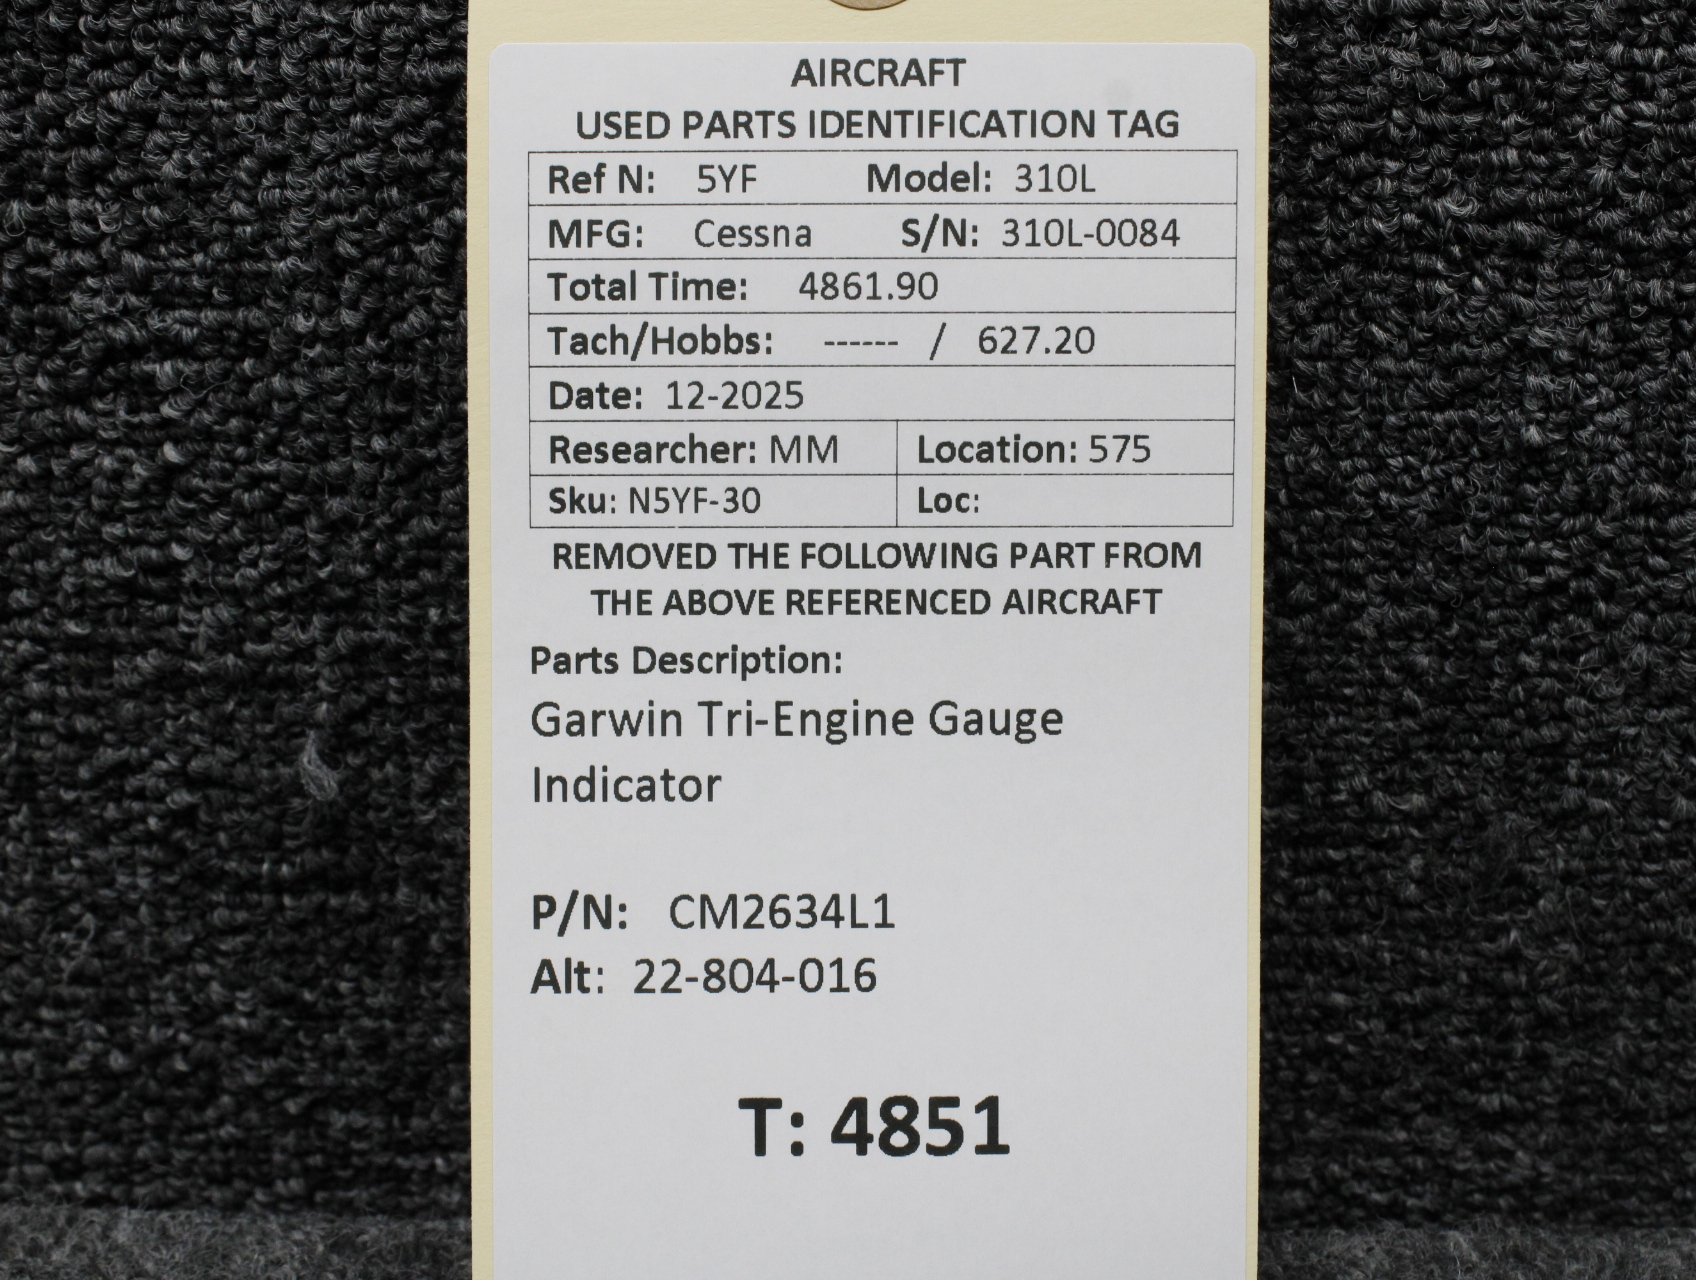 AIRCRAFT
USED PARTS IDENTIFICATION TAG
Ref N: 5YF Model: 310L
MFG: Cessna S/N: 310L-0084
Total Time: 4861.90
Tach/Hobbs: ------ / 627.20
Date: 12-2025
Researcher: MM Location: 575
Sku: N5YF-30 Loc:
REMOVED THE FOLLOWING PART FROM
THE ABOVE REFERENCED AIRCRAFT
Parts Description:
Garwin Tri-Engine Gauge
Indicator
P/N: CM2634L1
Alt: 22-804-016
T: 4851